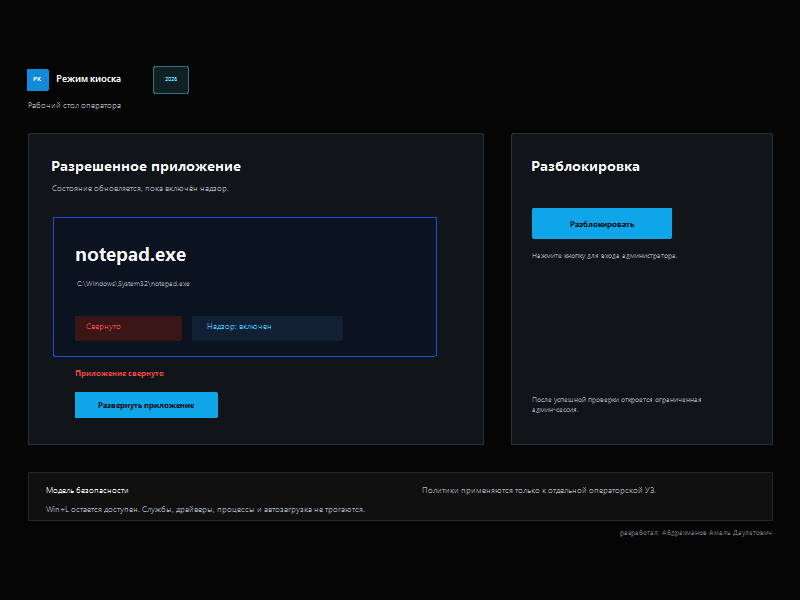 РК
Режим киоска
2026
Рабочий стол оператора
Разрешенное приложение
Состояние обновляется, пока включён надзор.
notepad.exe
C:\Windows\System32\notepad.exe
Свернуто
Надзор: включен
Приложение свернуто
Развернуть приложение
Разблокировка
Разблокировать
Нажмите кнопку для входа администратора.
После успешной проверки откроется ограниченная
админ-сессия.
Модель безопасности
Политики применяются только к отдельной операторской УЗ.
Win+L остается доступен. Службы, драйверы, процессы и автозагрузка не трогаются.
разработал: Абдрахманов Амаль Даулетович